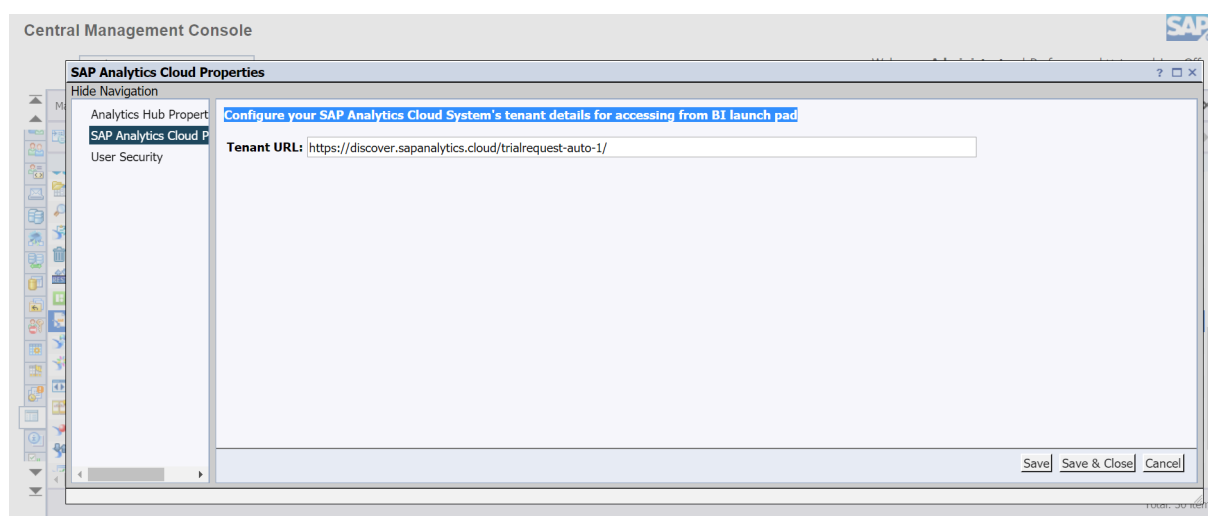 Central Management Console
SAP
SAP Analytics Cloud Properties
?
Hide Navigation
Analytics Hub Propert
SAP Analytics Cloud P
User Security
Configure your SAP Analytics Cloud System's tenant details for accessing from BI launch pad
Tenant URL: https://discover.sapanalytics.cloud/trialrequest-auto-1/
Save Save & Close Cancel